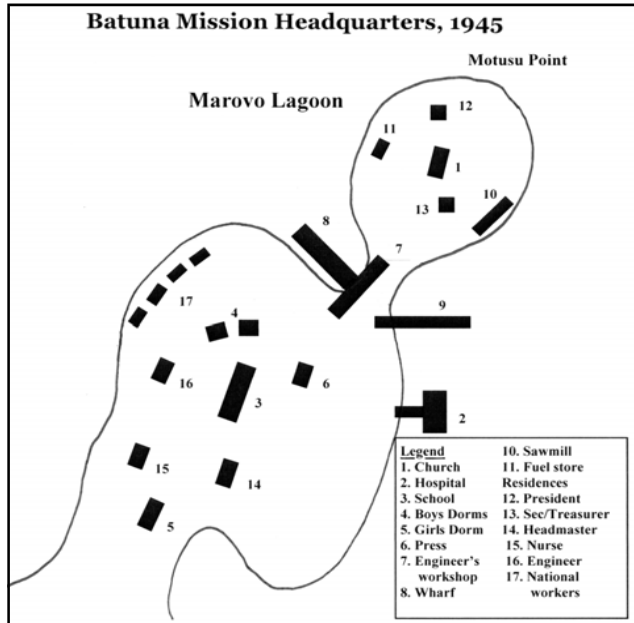 Batuna Mission Headquarters, 1945
Motusu Point
Marovo Lagoon
12
11
1
10
13
8
7
17
4
9
16
6
3
2
15
14
5
Legend
1. Church
2. Hospital
3. School
4. Boys Dorms
5. Girls Dorm
6. Press
7. Engineer's
workshop
8. Wharf
10. Sawmill
11. Fuel store
Residences
12. President
13. Sec/Treasurer
14. Headmaster
15. Nurse
16. Engineer
17. National
workers